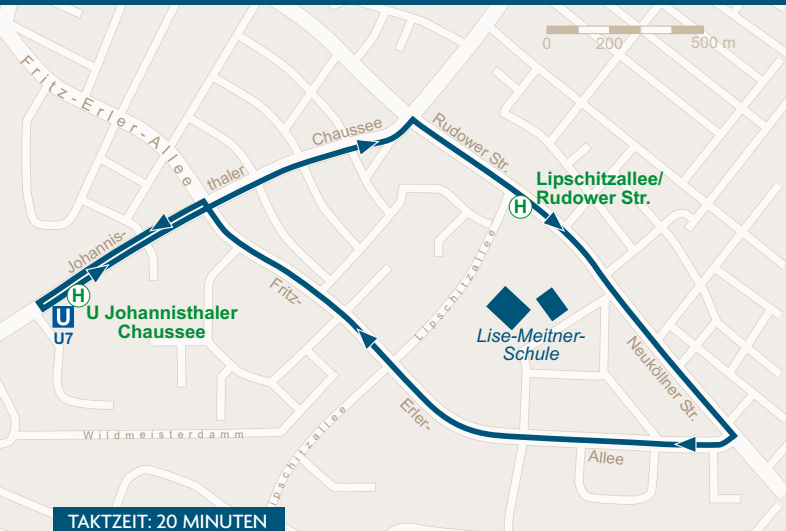 0 200 500 m
Fritz-Erler-Allee
Chaussee
Rudower Str.
thaler
Lipschitzallee/
Rudower Str.
H
Johannis-
Lipschitzallee
H
Fritz-
U Johannisthaler
Chaussee
U
U7
Lise-Meitner-
Schule
Neuköllner Str.
Erler-
Wildmeisterdamm
Allee
ipschitzallee
TAKTZEIT: 20 MINUTEN